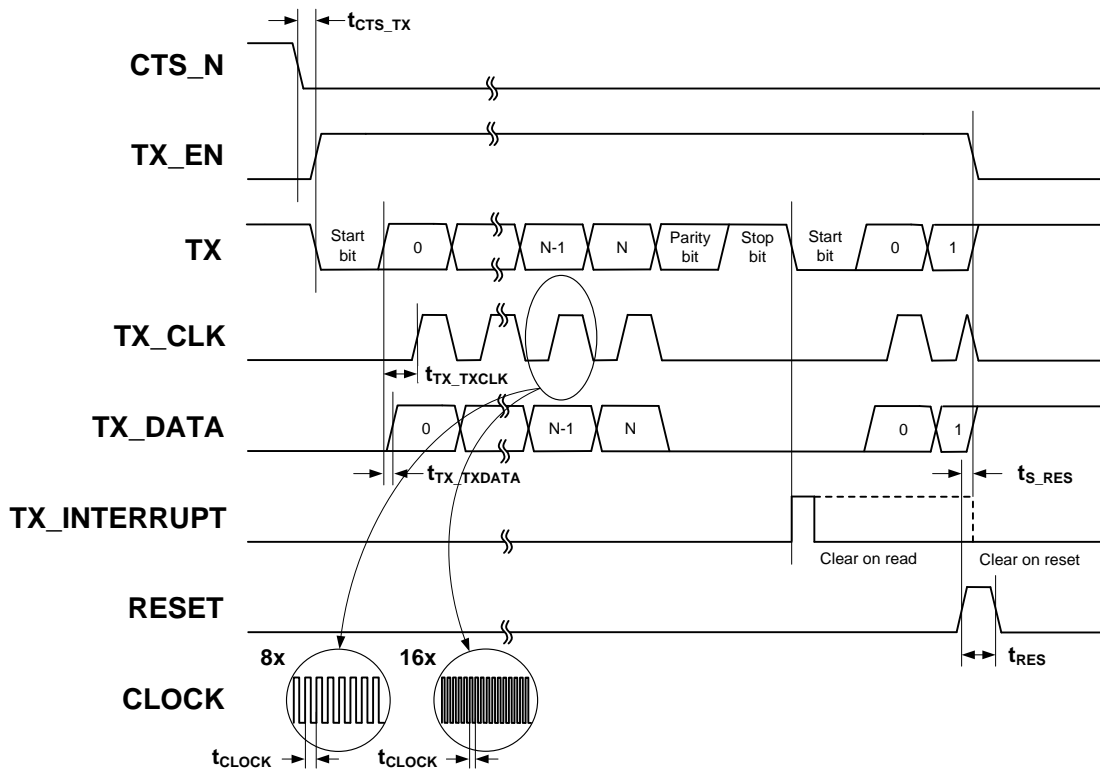 tCTS_TX
CTS_N
TX_EN
TX
Start bit
0
N-1
N
Parity bit
Stop bit
Start bit
0
1
TX_CLK
tTX_TXCLK
TX_DATA
0
N-1
N
0
1
tTX_TXDATA
tS_RES
TX_INTERRUPT
Clear on read
Clear on reset
RESET
tRES
8x
16x
CLOCK
tCLOCK
tCLOCK